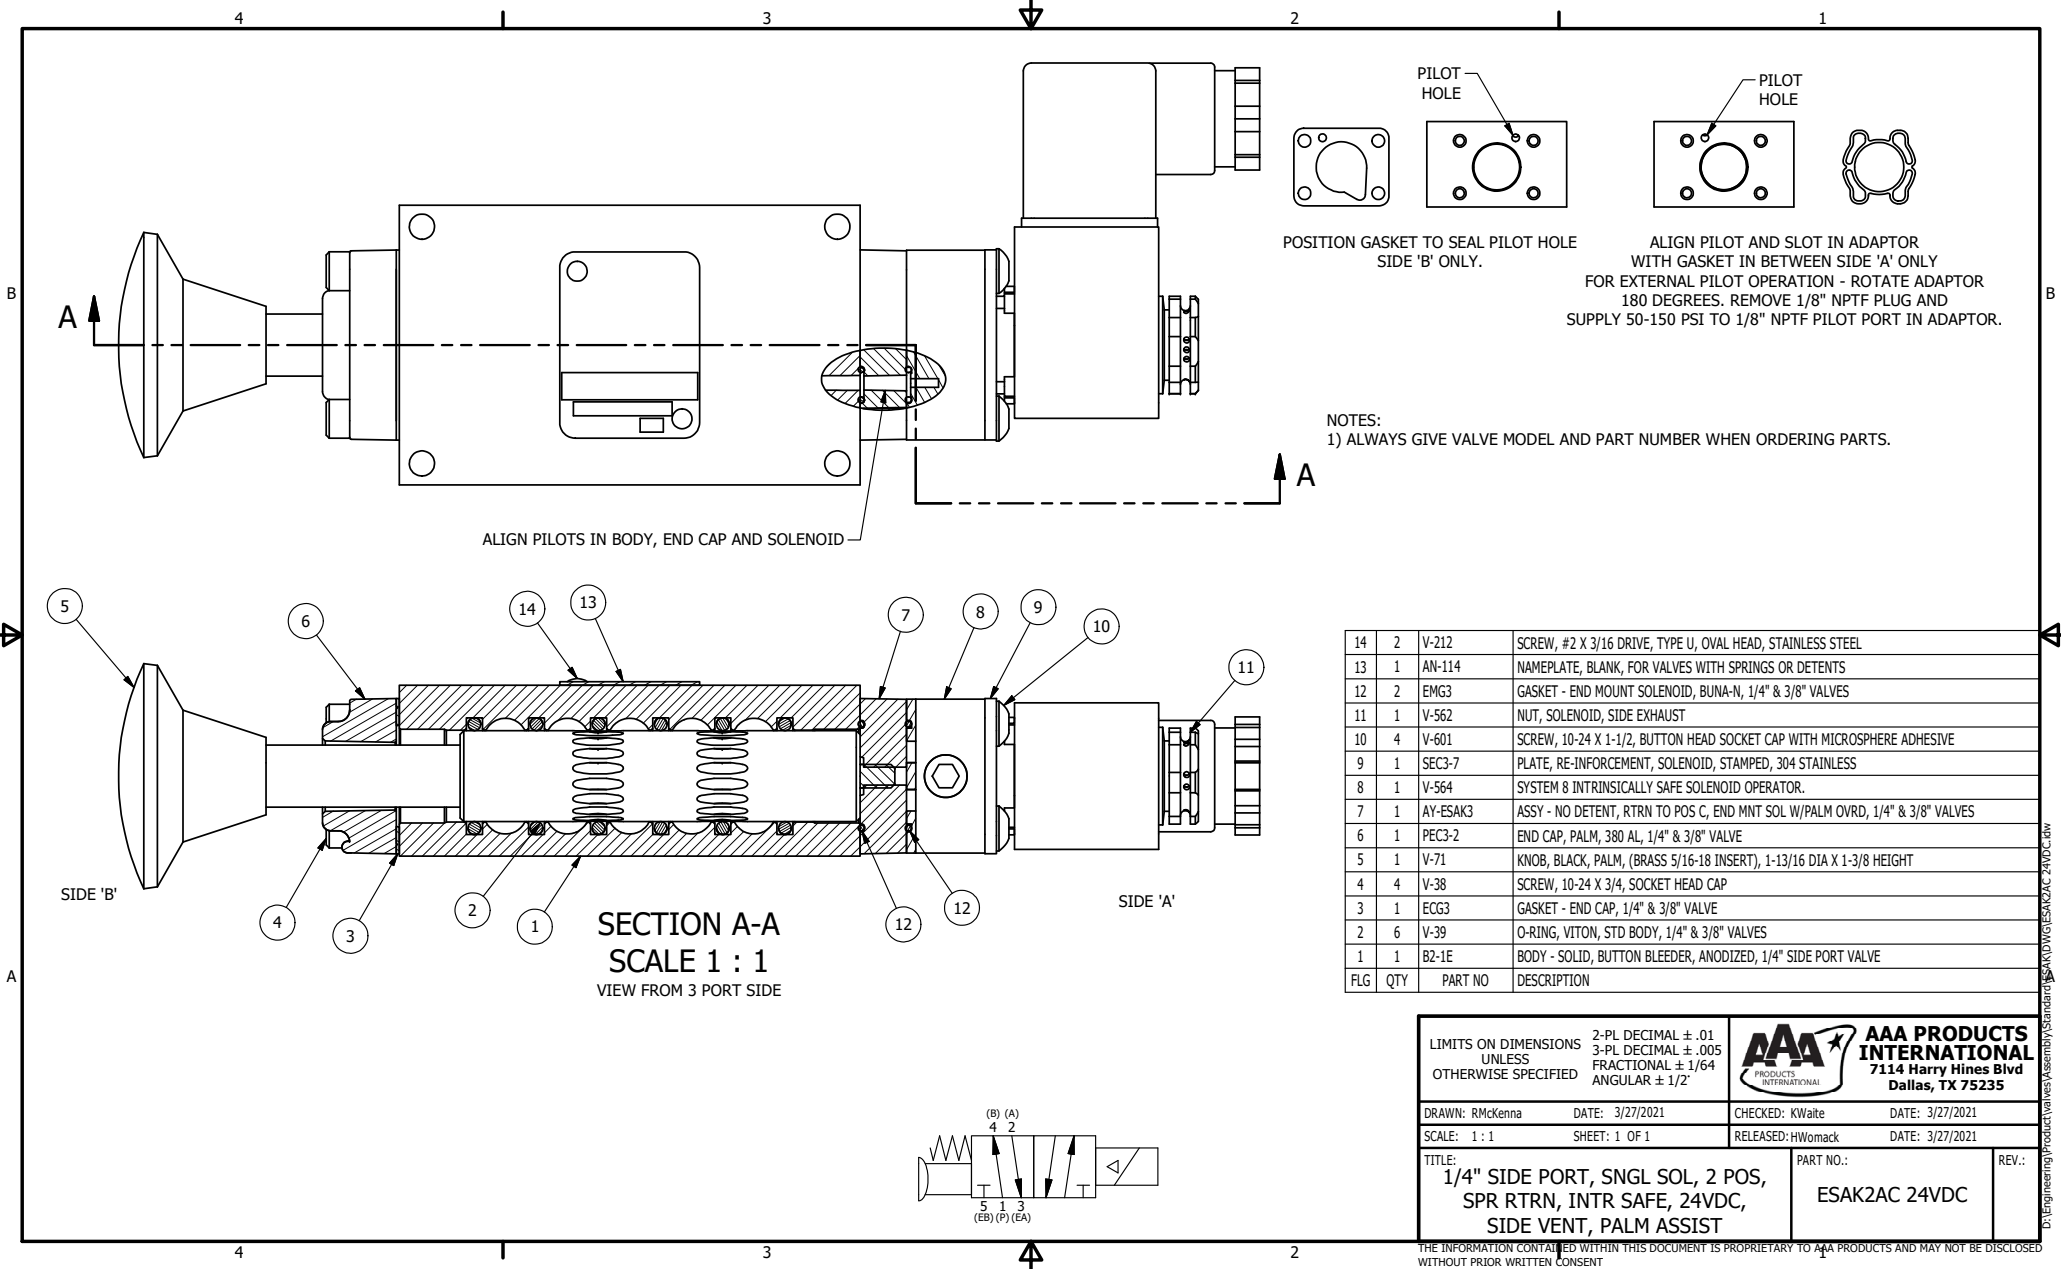 4
3
2
1
B
B
A
A
PILOT
HOLE
PILOT
HOLE
POSITION GASKET TO SEAL PILOT HOLE
SIDE 'B' ONLY.
ALIGN PILOT AND SLOT IN ADAPTOR
WITH GASKET IN BETWEEN SIDE 'A' ONLY
FOR EXTERNAL PILOT OPERATION - ROTATE ADAPTOR
180 DEGREES. REMOVE 1/8" NPTF PLUG AND
SUPPLY 50-150 PSI TO 1/8" NPTF PILOT PORT IN ADAPTOR.
A
A
NOTES:
1) ALWAYS GIVE VALVE MODEL AND PART NUMBER WHEN ORDERING PARTS.
ALIGN PILOTS IN BODY, END CAP AND SOLENOID
5
6
14
13
7
8
9
10
11
SIDE 'B'
SIDE 'A'
4
3
2
1
12
12
SECTION A-A
SCALE 1 : 1
VIEW FROM 3 PORT SIDE
14 2 V-212 SCREW, #2 X 3/16 DRIVE, TYPE U, OVAL HEAD, STAINLESS STEEL
13 1 AN-114 NAMEPLATE, BLANK, FOR VALVES WITH SPRINGS OR DETENTS
12 2 EMG3 GASKET - END MOUNT SOLENOID, BUNA-N, 1/4" & 3/8" VALVES
11 1 V-562 NUT, SOLENOID, SIDE EXHAUST
10 4 V-601 SCREW, 10-24 X 1-1/2, BUTTON HEAD SOCKET CAP WITH MICROSPHERE ADHESIVE
9 1 SEC3-7 PLATE, RE-INFORCEMENT, SOLENOID, STAMPED, 304 STAINLESS
8 1 V-564 SYSTEM 8 INTRINSICALLY SAFE SOLENOID OPERATOR.
7 1 AY-ESAK3 ASSY - NO DETENT, RTRN TO POS C, END MNT SOL W/PALM OVRD, 1/4" & 3/8" VALVES
6 1 PEC3-2 END CAP, PALM, 380 AL, 1/4" & 3/8" VALVE
5 1 V-71 KNOB, BLACK, PALM, (BRASS 5/16-18 INSERT), 1-13/16 DIA X 1-3/8 HEIGHT
4 4 V-38 SCREW, 10-24 X 3/4, SOCKET HEAD CAP
3 1 ECG3 GASKET - END CAP, 1/4" & 3/8" VALVE
2 6 V-39 O-RING, VITON, STD BODY, 1/4" & 3/8" VALVES
1 1 B2-1E BODY - SOLID, BUTTON BLEEDER, ANODIZED, 1/4" SIDE PORT VALVE
FLG QTY PART NO DESCRIPTION
LIMITS ON DIMENSIONS
UNLESS
OTHERWISE SPECIFIED
2-PL DECIMAL ± .01
3-PL DECIMAL ± .005
FRACTIONAL ± 1/64
ANGULAR ± 1/2°
AAA
PRODUCTS
INTERNATIONAL
AAA PRODUCTS
INTERNATIONAL
7114 Harry Hines Blvd
Dallas, TX 75235
DRAWN: RMcKenna DATE: 3/27/2021 CHECKED: KWaite DATE: 3/27/2021
SCALE: 1 : 1 SHEET: 1 OF 1 RELEASED: HWomack DATE: 3/27/2021
TITLE:
1/4" SIDE PORT, SNGL SOL, 2 POS,
SPR RTRN, INTR SAFE, 24VDC,
SIDE VENT, PALM ASSIST
PART NO.:
ESAK2AC 24VDC
REV.:
(B) (A)
4 2
5 1 3
(EB) (P) (EA)
D:\Engineering\Product\valves\Assembly\Standard\ESAK\DWG\ESAK2AC 24VDC.idw
4
3
2
1
THE INFORMATION CONTAINED WITHIN THIS DOCUMENT IS PROPRIETARY TO AAA PRODUCTS AND MAY NOT BE DISCLOSED
WITHOUT PRIOR WRITTEN CONSENT